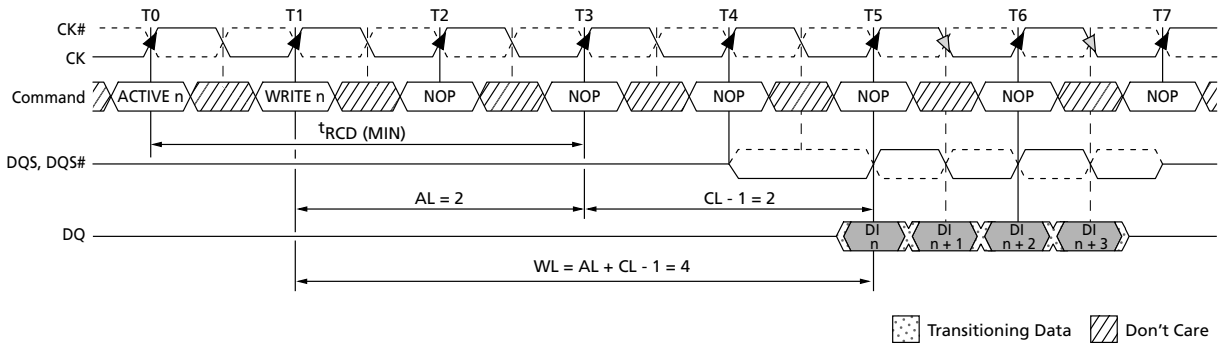 T0 T1 T2 T3 T4 T5 T6 T7
CK#
CK
Command ACTIVE n WRITE n NOP NOP NOP NOP NOP NOP
tRCD (MIN)
DQS, DQS#
AL = 2 CL - 1 = 2
DQ DI n DI n + 1 DI n + 2 DI n + 3
WL = AL + CL - 1 = 4
Transitioning Data Don't Care